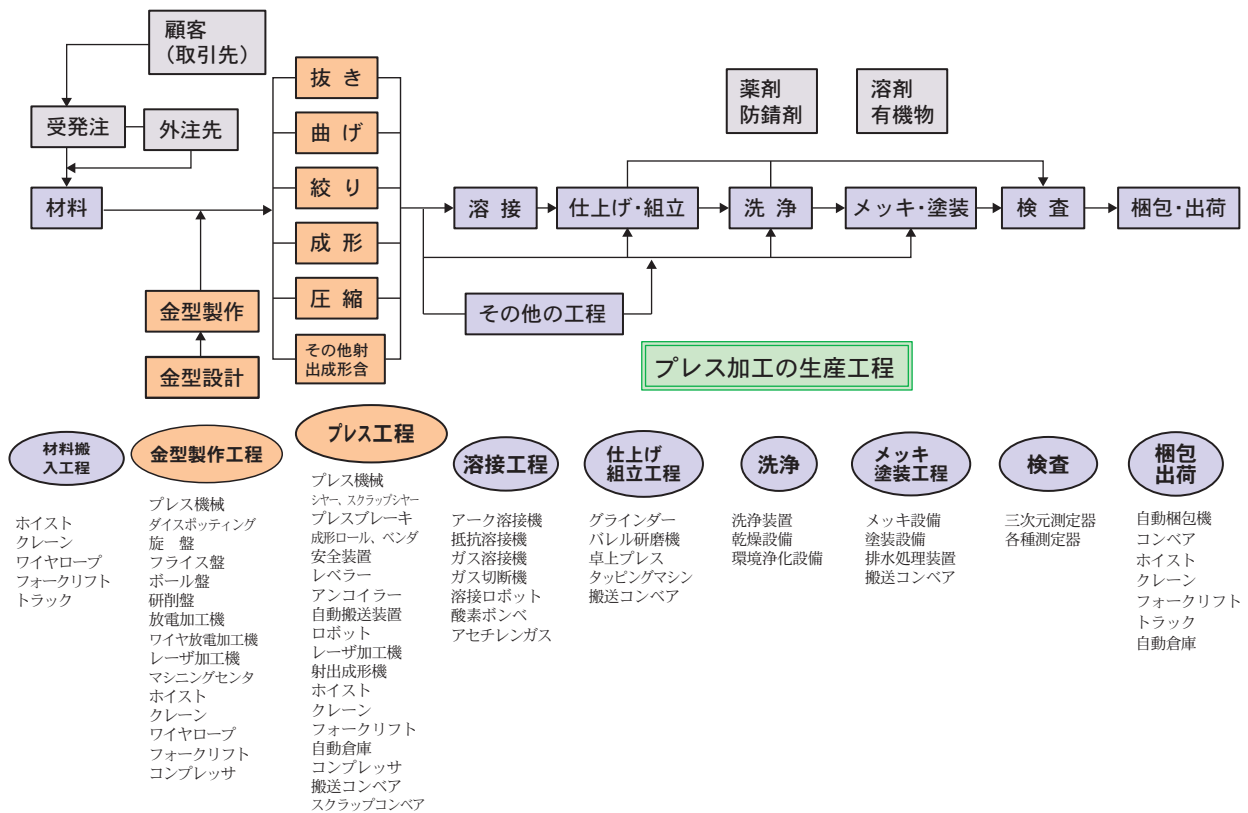 顧客
（取引先）
受発注
外注先
材料
金型製作
金型設計
抜 き
曲 げ
絞 り
成 形
圧 縮
その他射
出成形含
薬剤
防錆剤
溶剤
有機物
溶 接
仕上げ・組立
洗 浄
メッキ・塗装
検 査
梱包・出荷
その他の工程
プレス加工の生産工程
材料搬
入工程
ホイスト
クレーン
ワイヤロープ
フォークリフト
トラック
金型製作工程
プレス機械
ダイスポッティング
旋　盤
フライス盤
ボール盤
研削盤
放電加工機
ワイヤ放電加工機
レーザ加工機
マシニングセンタ
ホイスト
クレーン
ワイヤロープ
フォークリフト
コンプレッサ
プレス工程
プレス機械
シヤー、スクラップシヤー
プレスブレーキ
成形ロール、ベンダ
安全装置
レベラー
アンコイラー
自動搬送装置
ロボット
レーザ加工機
射出成形機
ホイスト
クレーン
フォークリフト
自動倉庫
コンプレッサ
搬送コンベア
スクラップコンベア
溶接工程
アーク溶接機
抵抗溶接機
ガス溶接機
ガス切断機
溶接ロボット
酸素ボンベ
アセチレンガス
仕上げ
組立工程
グラインダー
バレル研磨機
卓上プレス
タッピングマシン
搬送コンベア
洗浄
洗浄装置
乾燥設備
環境浄化設備
メッキ
塗装工程
メッキ設備
塗装設備
排水処理装置
搬送コンベア
検査
三次元測定器
各種測定器
梱包
出荷
自動梱包機
コンベア
ホイスト
クレーン
フォークリフト
トラック
自動倉庫